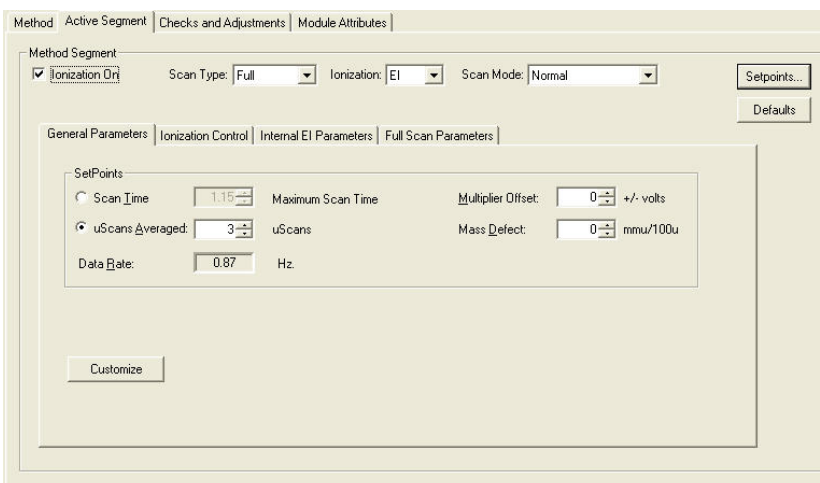 Method Active Segment Checks and Adjustments Module Attributes
Method Segment
Ionization On Scan Type: Full Ionization: EI Scan Mode: Normal Setpoints...
Defaults
General Parameters Ionization Control Internal EI Parameters Full Scan Parameters
SetPoints
Scan Time 1.15 Maximum Scan Time Multiplier Offset: 0 +/- volts
uScans Averaged: 3 uScans Mass Defect: 0 mmu/100u
Data Rate: 0.87 Hz.
Customize